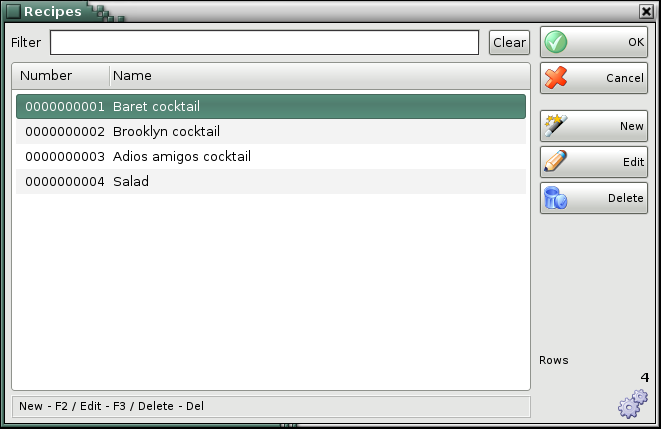 Recipes
Filter Clear
OK
Cancel
New
Edit
Delete
Number Name
0000000001 Baret cocktail
0000000002 Brooklyn cocktail
0000000003 Adios amigos cocktail
0000000004 Salad
Rows
4
New - F2 / Edit - F3 / Delete - Del